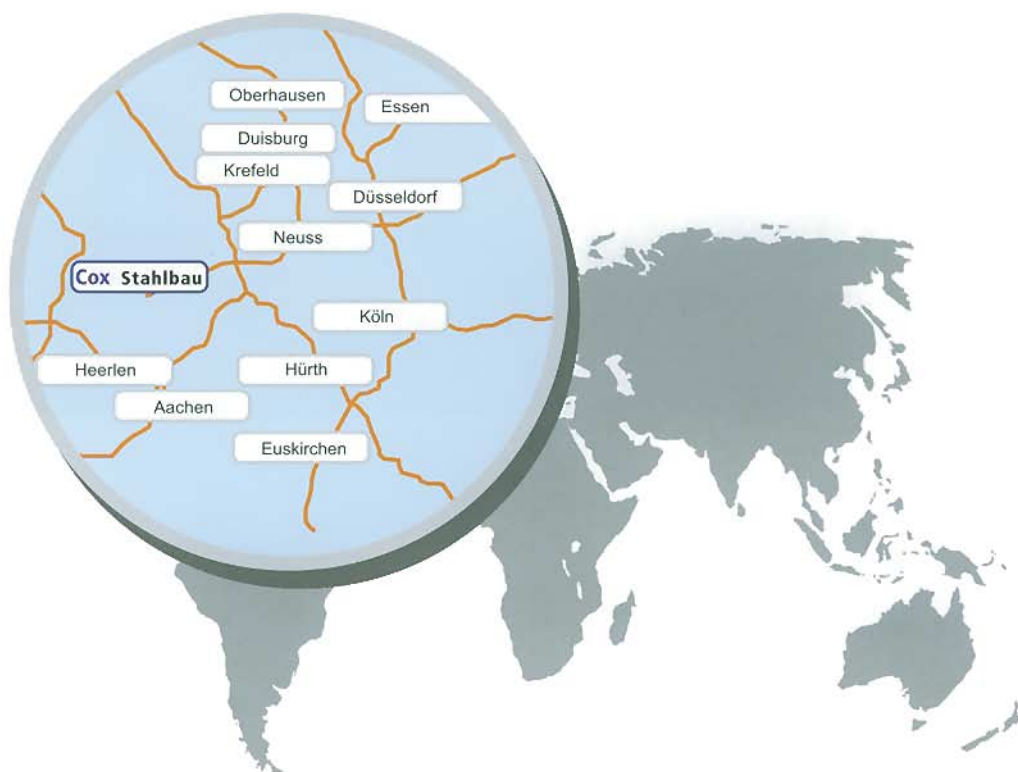 Oberhausen
Essen
Duisburg
Krefeld
Düsseldorf
Neuss
Cox Stahlbau
Köln
Heerlen
Hürth
Aachen
Euskirchen